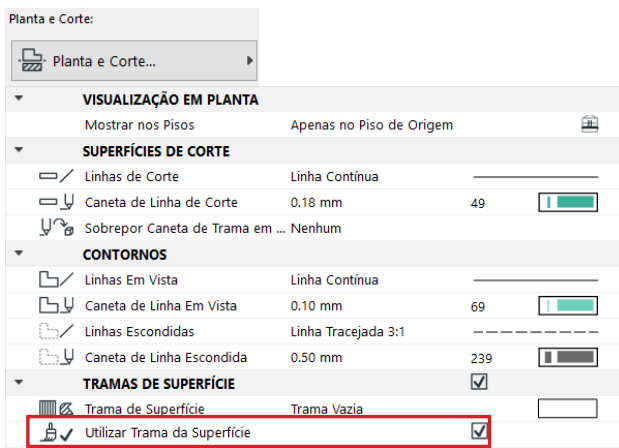 Planta e Corte:
Planta e Corte...
VISUALIZAÇÃO EM PLANTA
Mostrar nos Pisos Apenas no Piso de Origem
SUPERFÍCIES DE CORTE
Linhas de Corte Linha Contínua
Caneta de Linha de Corte 0.18 mm 49
Sobrepor Caneta de Trama em ... Nenhum
CONTORNOS
Linhas Em Vista Linha Contínua
Caneta de Linha Em Vista 0.10 mm 69
Linhas Escondidas Linha Tracejada 3:1
Caneta de Linha Escondida 0.50 mm 239
TRAMAS DE SUPERFÍCIE
Trama de Superfície Trama Vazia
Utilizar Trama da Superfície